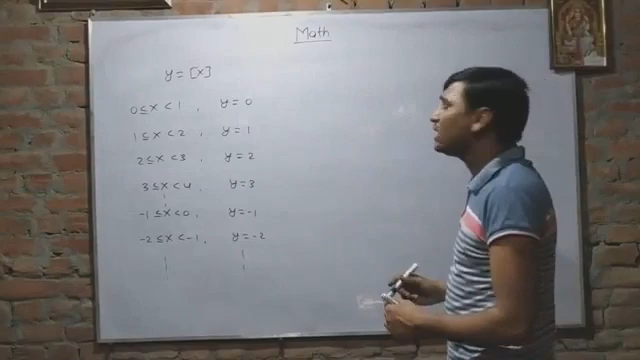 Math
y = [x]
0 ≤ x < 1 , y = 0
1 ≤ x < 2 , y = 1
2 ≤ x < 3 , y = 2
3 ≤ x < 4 , y = 3
-1 ≤ x < 0 , y = -1
-2 ≤ x < -1 , y = -2